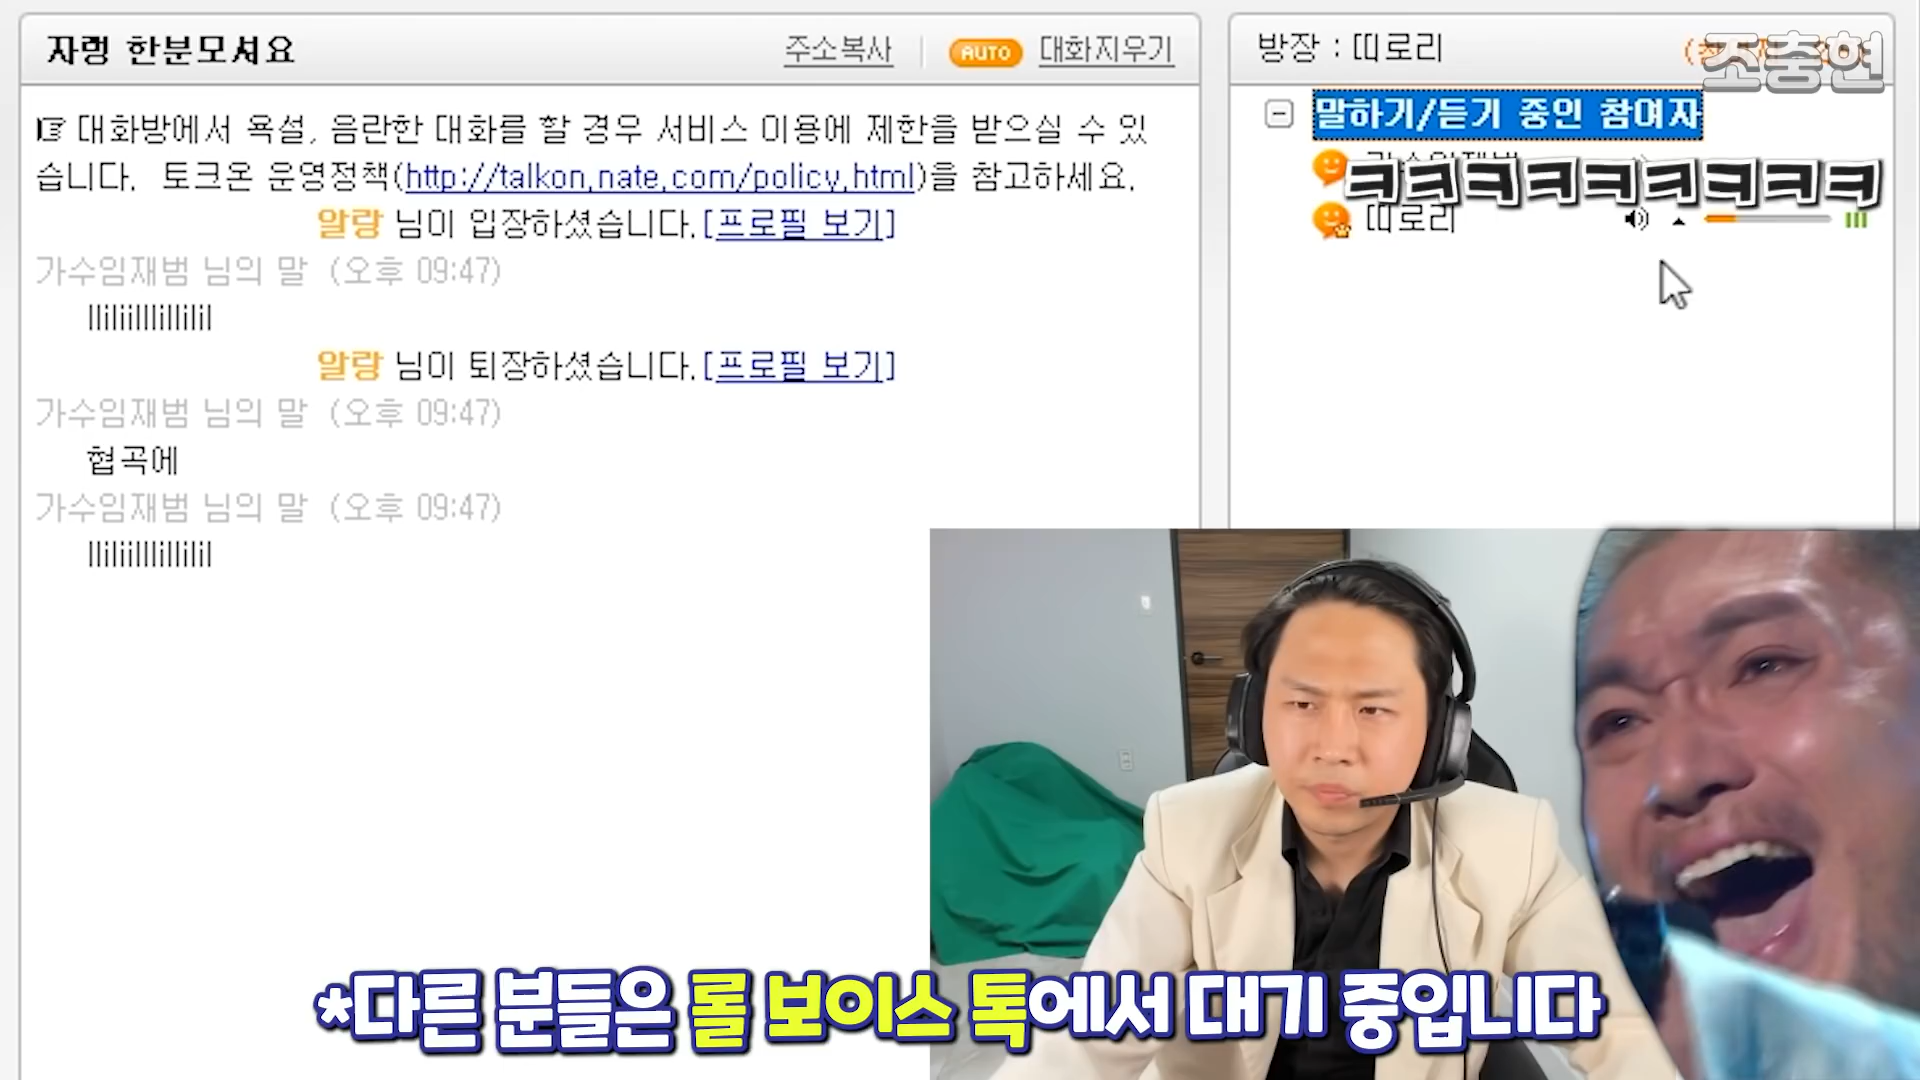 자랭 한분모셔요
주소복사
AUTO 대화지우기
☞ 대화방에서 욕설, 음란한 대화를 할 경우 서비스 이용에 제한을 받으실 수 있
습니다. 토크온 운영정책(http://talkon.nate.com/policy.html)을 참고하세요.
알랑 님이 입장하셨습니다.[프로필 보기]
가수임재범 님의 말 (오후 09:47)
알랑 님이 퇴장하셨습니다.[프로필 보기]
가수임재범 님의 말 (오후 09:47)
협곡에
가수임재범 님의 말 (오후 09:47)
방장 : 띠로리
조충현
말하기/듣기 중인 참여자
가수임재범
ㅋㅋㅋㅋㅋㅋㅋㅋㅋ
띠로리
*다른 분들은 롤 보이스 톡에서 대기 중입니다